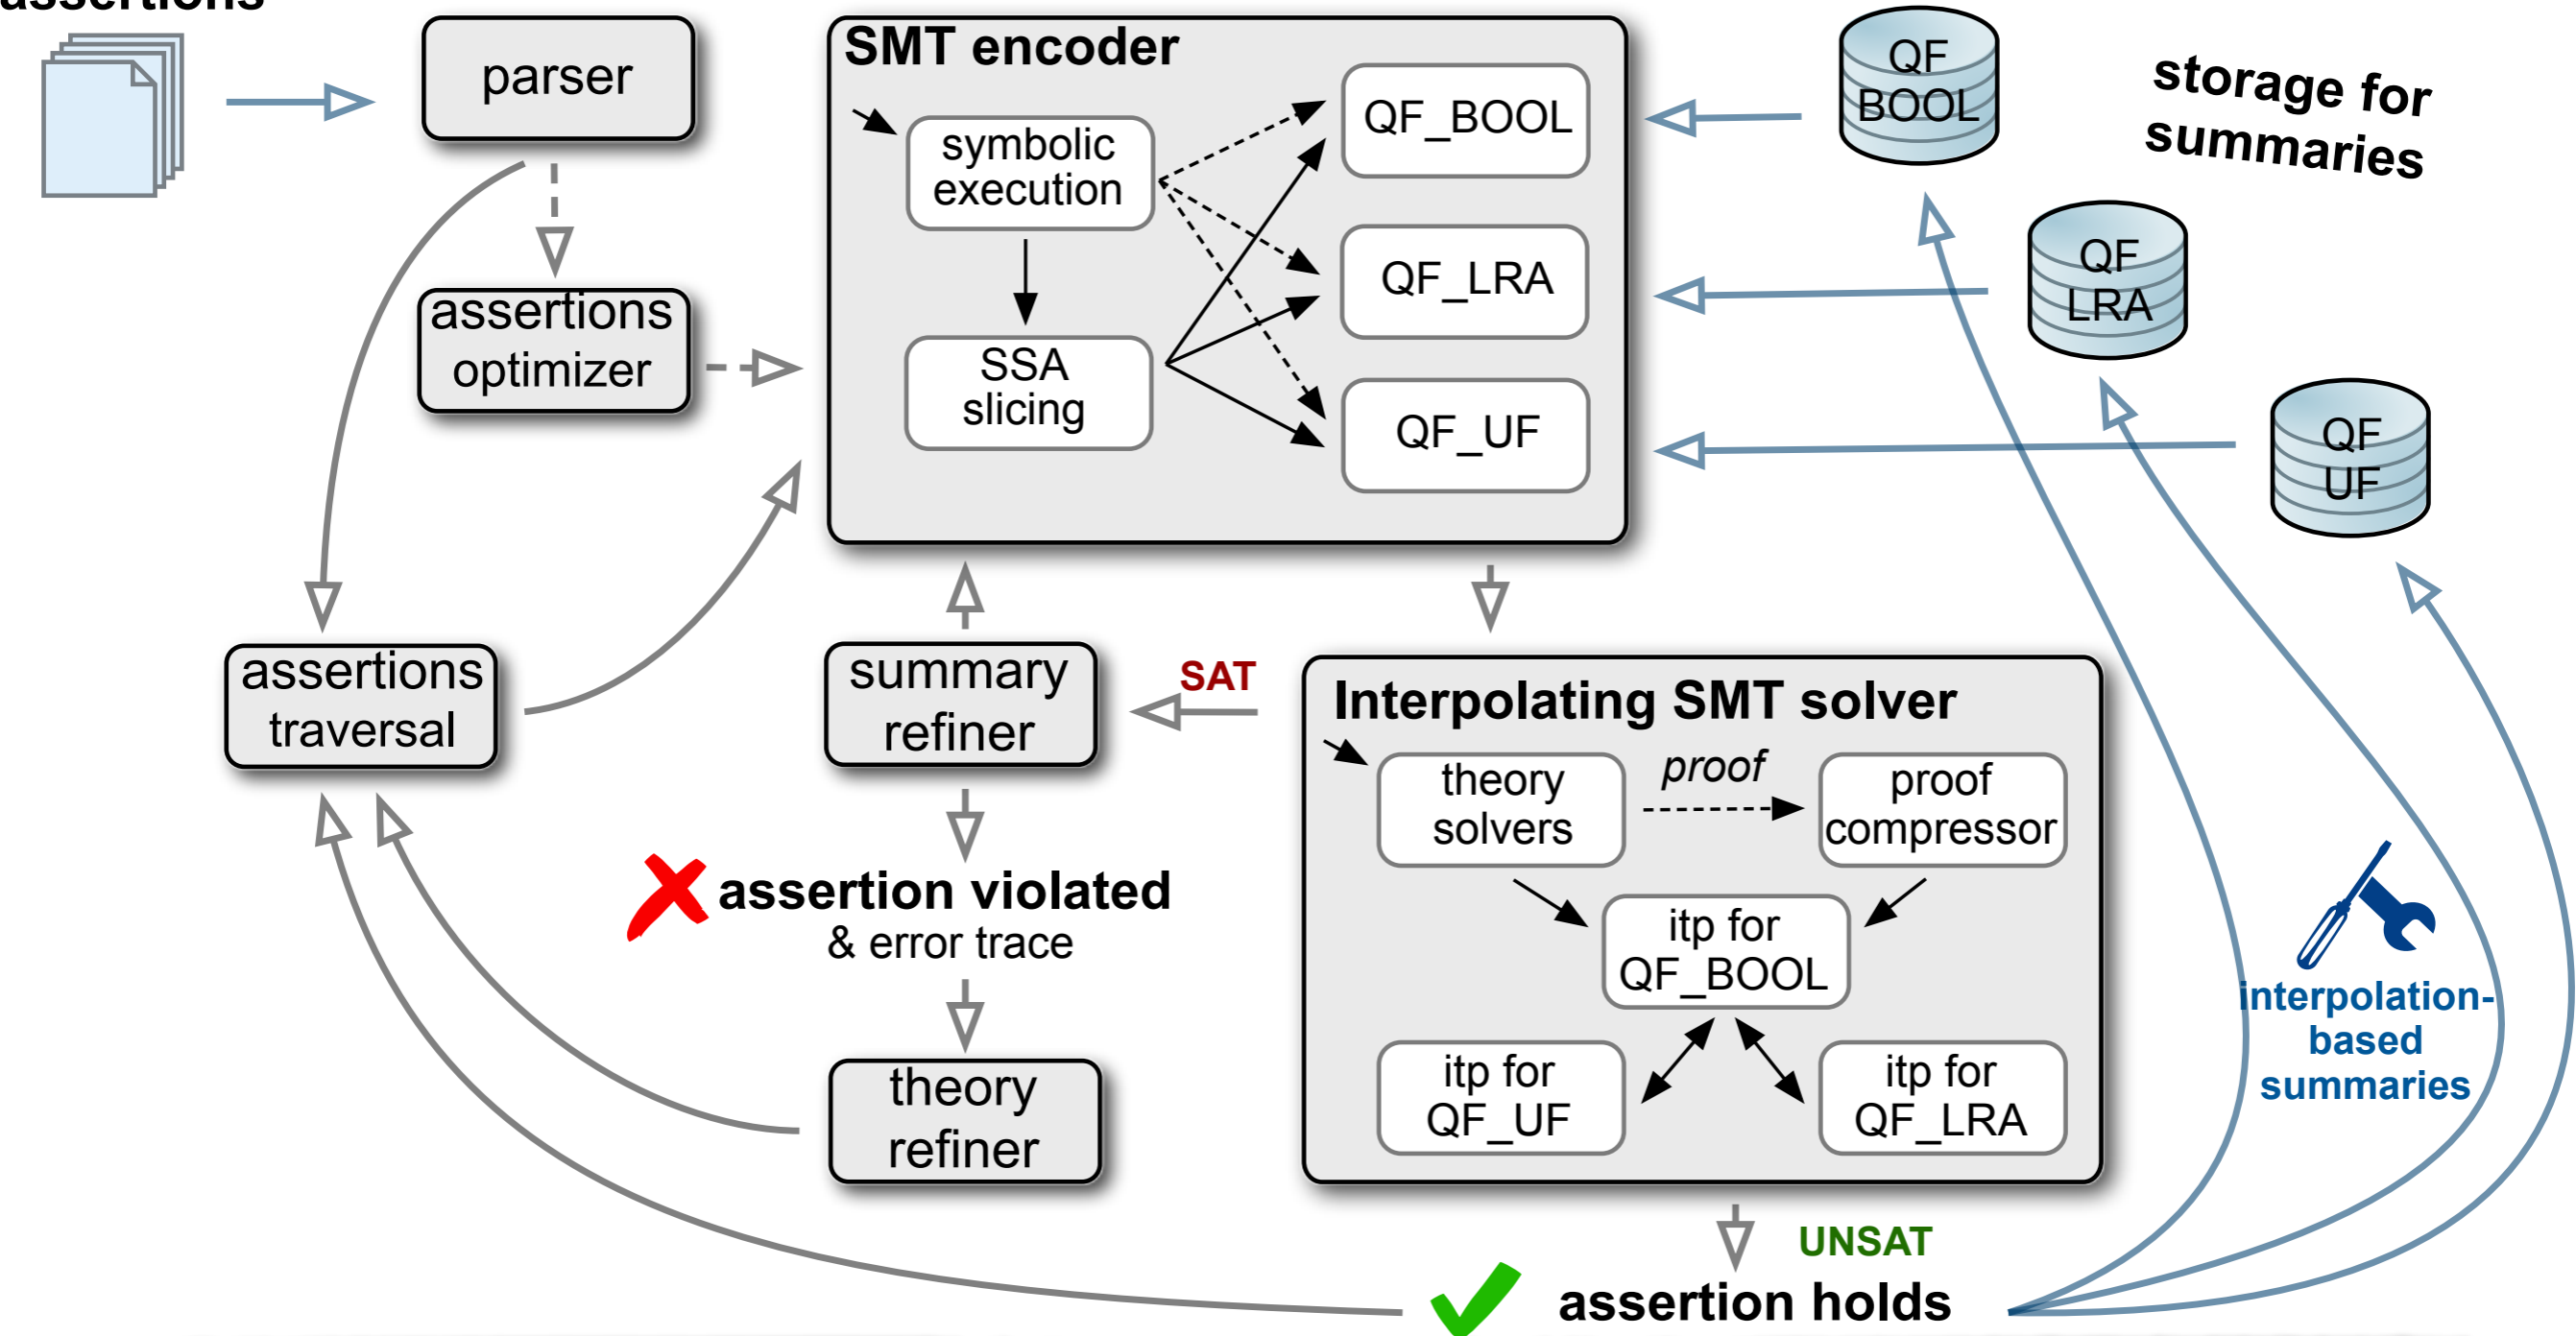 assertions
parser
assertions
optimizer
assertions
traversal
SMT encoder
symbolic
execution
SSA
slicing
QF_BOOL
QF_LRA
QF_UF
QF
BOOL
storage for
summaries
QF
LRA
QF
UF
summary
refiner
SAT
assertion violated
& error trace
theory
refiner
Interpolating SMT solver
theory
solvers
proof
proof
compressor
itp for
QF_BOOL
itp for
QF_UF
itp for
QF_LRA
interpolation-
based
summaries
UNSAT
assertion holds